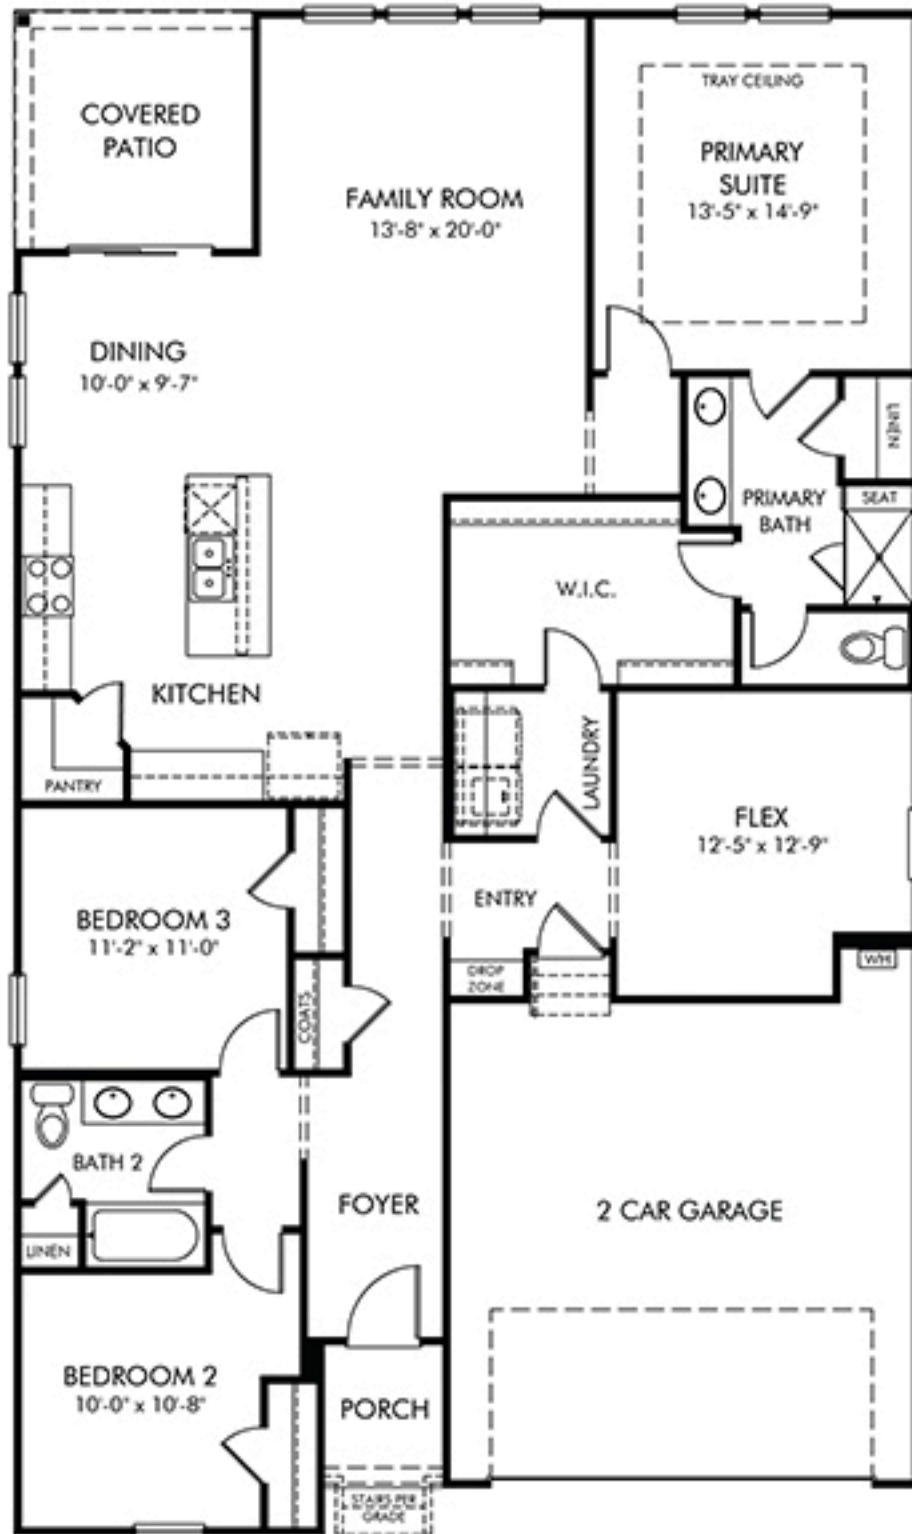 COVERED
PATIO
FAMILY ROOM
13'-8" x 20'-0"
TRAY CEILING
PRIMARY
SUITE
13'-5" x 14'-9"
DINING
10'-0" x 9'-7"
LINEN
PRIMARY
BATH
SEAT
W.I.C.
KITCHEN
PANTRY
LAUNDRY
FLEX
12'-5" x 12'-9"
ENTRY
BEDROOM 3
11'-2" x 11'-0"
DROP
ZONE
WH
COATS
BATH 2
LINEN
FOYER
2 CAR GARAGE
BEDROOM 2
10'-0" x 10'-8"
PORCH
STAIRS PER
GRADE